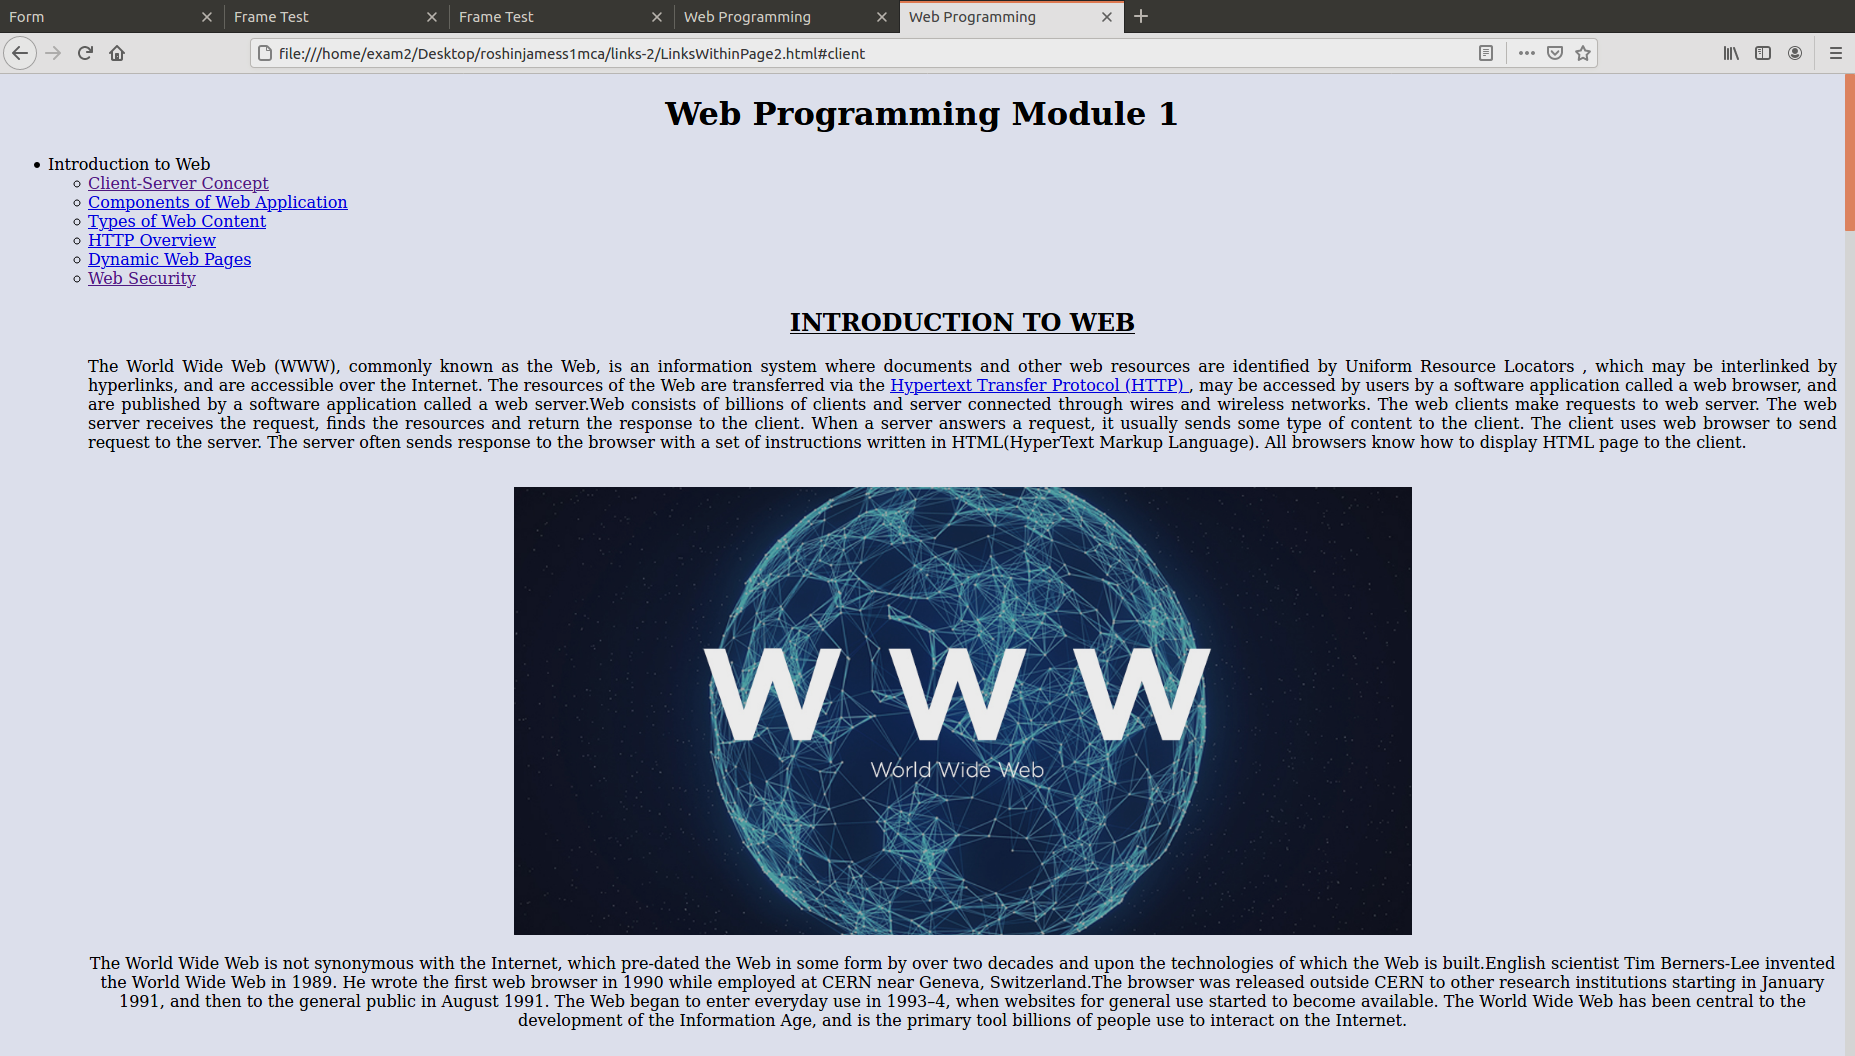 Form
Frame Test
Frame Test
Web Programming
Web Programming
file:///home/exam2/Desktop/roshinjamess1mca/links-2/LinksWithinPage2.html#client
Web Programming Module 1
Introduction to Web
Client-Server Concept
Components of Web Application
Types of Web Content
HTTP Overview
Dynamic Web Pages
Web Security
INTRODUCTION TO WEB
The World Wide Web (WWW), commonly known as the Web, is an information system where documents and other web resources are identified by Uniform Resource Locators , which may be interlinked by
hyperlinks, and are accessible over the Internet. The resources of the Web are transferred via the Hypertext Transfer Protocol (HTTP) , may be accessed by users by a software application called a web browser, and
are published by a software application called a web server.Web consists of billions of clients and server connected through wires and wireless networks. The web clients make requests to web server. The web
server receives the request, finds the resources and return the response to the client. When a server answers a request, it usually sends some type of content to the client. The client uses web browser to send
request to the server. The server often sends response to the browser with a set of instructions written in HTML(HyperText Markup Language). All browsers know how to display HTML page to the client.
W W W
World Wide Web
The World Wide Web is not synonymous with the Internet, which pre-dated the Web in some form by over two decades and upon the technologies of which the Web is built.English scientist Tim Berners-Lee invented
the World Wide Web in 1989. He wrote the first web browser in 1990 while employed at CERN near Geneva, Switzerland.The browser was released outside CERN to other research institutions starting in January
1991, and then to the general public in August 1991. The Web began to enter everyday use in 1993–4, when websites for general use started to become available. The World Wide Web has been central to the
development of the Information Age, and is the primary tool billions of people use to interact on the Internet.